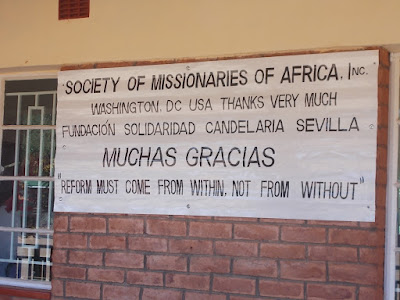 SOCIETY OF MISSIONARIES OF AFRICA, INC.
WASHINGTON, DC USA THANKS VERY MUCH
FUNDACIÓN SOLIDARIDAD CANDELARIA SEVILLA
MUCHAS GRACIAS
"REFORM MUST COME FROM WITHIN, NOT FROM WITHOUT"